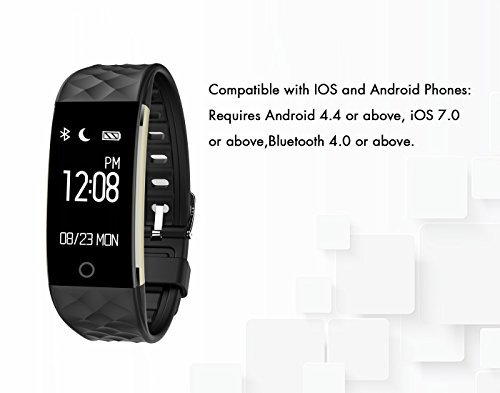 PM
12:08
08/23 MON
Compatible with IOS and Android Phones:
Requires Android 4.4 or above, iOS 7.0
or above,Bluetooth 4.0 or above.